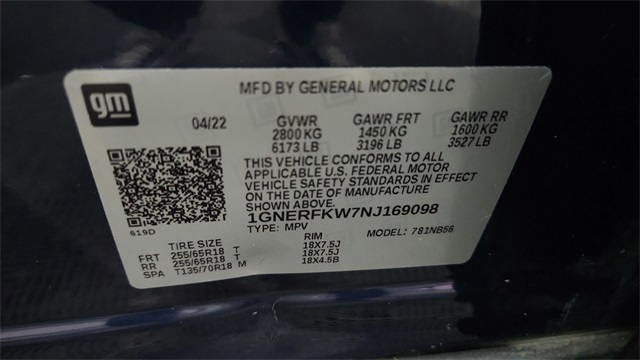 gm
MFD BY GENERAL MOTORS LLC
04/22 GVWR GAWR FRT GAWR RR
2800 KG 1450 KG 1600 KG
6173 LB 3196 LB 3527 LB
THIS VEHICLE CONFORMS TO ALL
APPLICABLE U.S. FEDERAL MOTOR
VEHICLE SAFETY STANDARDS IN EFFECT
ON THE DATE OF MANUFACTURE
SHOWN ABOVE.
1GNERFKW7NJ169098
619D
TYPE: MPV MODEL: 781NB56
TIRE SIZE RIM
FRT 255/65R18 T 18X7.5J
RR 255/65R18 T 18X7.5J
SPA T135/70R18 M 18X4.5B